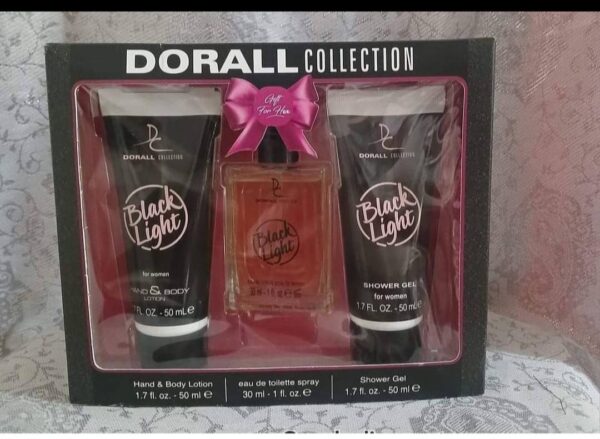 DORALL COLLECTION
Gift
For Her
DC
DORALL COLLECTION
Black
Light
for women
HAND & BODY
LOTION
FL OZ. - 50 mL e
DC
Black
Light
DC
DORALL COLLECTION
Black
Light
SHOWER GEL
for women
1.7 FL OZ. - 50 mL e
Hand & Body Lotion
1.7 fl. oz. - 50 ml e
eau de toilette spray
30 ml - 1 fl. oz. e
Shower Gel
1.7 fl. oz. - 50 ml e